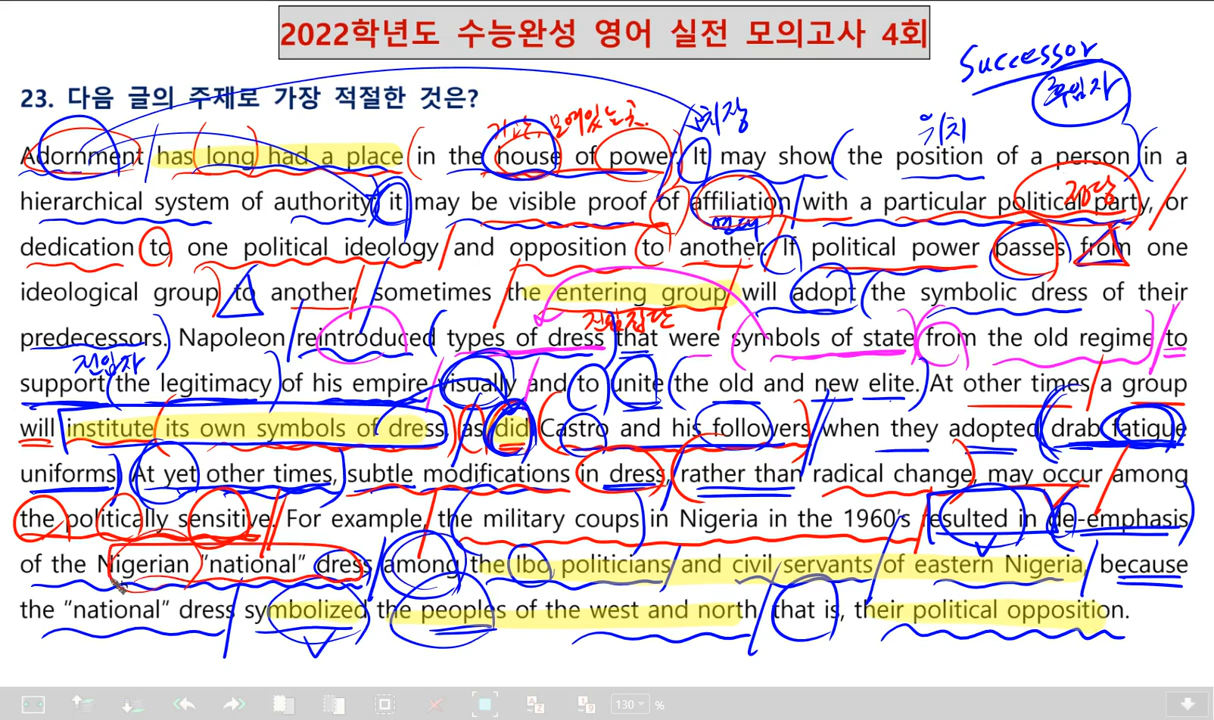 2022학년도 수능완성 영어 실전 모의고사 4회
Successor
후임자
23. 다음 글의 주제로 가장 적절한 것은?
치장
위치
Adornment has long had a place in the house of power. It may show the position of a person in a
hierarchical system of authority; it may be visible proof of affiliation with a particular political party, or
정당
연대
dedication to one political ideology and opposition to another. If political power passes from one
ideological group to another, sometimes the entering group will adopt the symbolic dress of their
predecessors. Napoleon reintroduced types of dress that were symbols of state from the old regime to
전임자
support the legitimacy of his empire visually and to unite the old and new elite. At other times a group
will institute its own symbols of dress, as did Castro and his followers when they adopted drab fatigue
uniforms. At yet other times, subtle modifications in dress, rather than radical change, may occur among
the politically sensitive. For example, the military coups in Nigeria in the 1960's resulted in de-emphasis
of the Nigerian "national" dress among the Ibo politicians and civil servants of eastern Nigeria, because
the "national" dress symbolized the peoples of the west and north, that is, their political opposition.
130 %